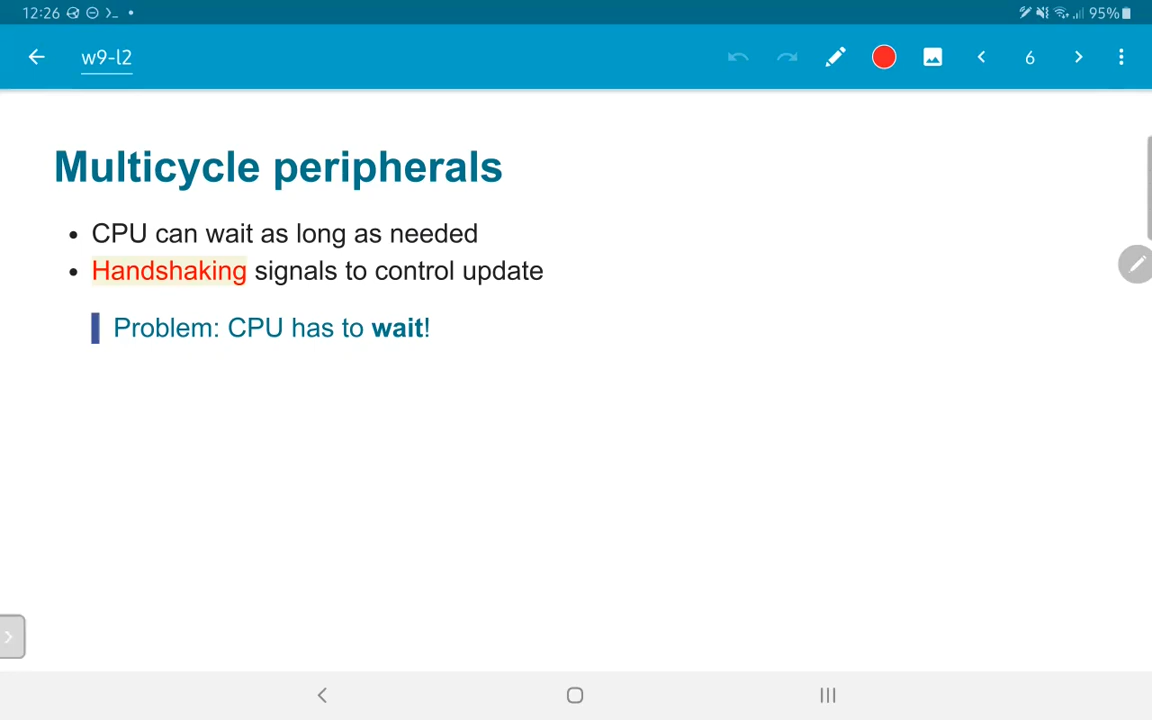 12:26 95%
w9-l2 6
Multicycle peripherals
• CPU can wait as long as needed
• Handshaking signals to control update
Problem: CPU has to wait!